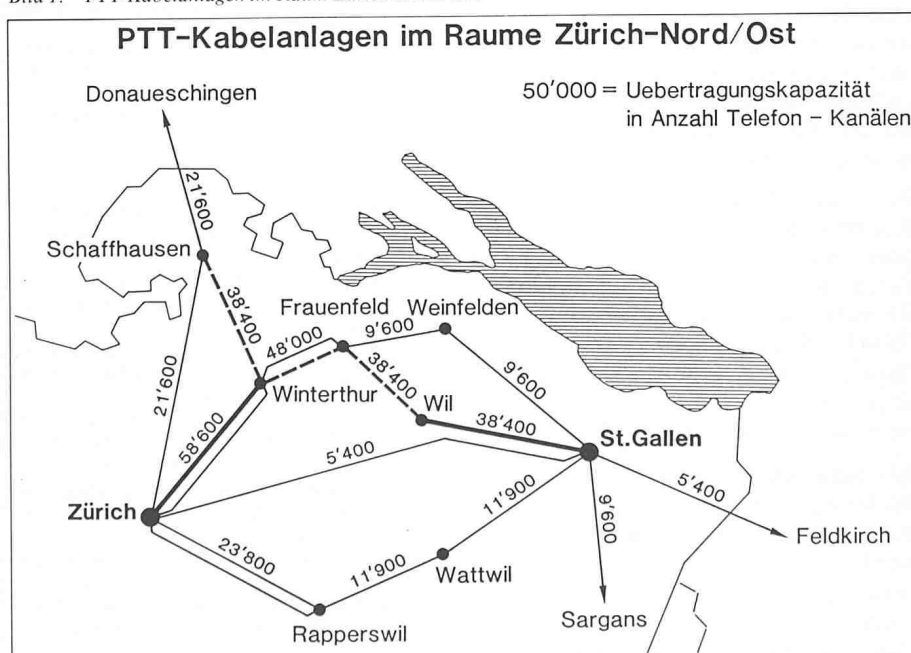 PTT-Kabelanlagen im Raume Zürich-Nord/Ost
Donaueschingen
50'000 = Uebertragungskapazität
in Anzahl Telefon - Kanälen
21'600
Schaffhausen
38'400
Frauenfeld
Weinfelden
48'000
9'600
21'600
Winterthur
38'400
9'600
Wil
58'600
38'400
St.Gallen
5'400
Zürich
11'900
9'600
5'400
Feldkirch
23'800
11'900
Wattwil
Rapperswil
Sargans